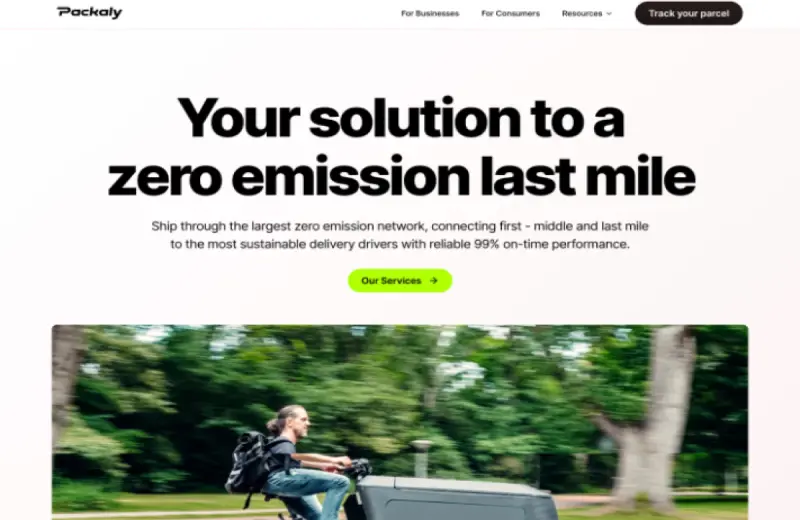 Packaly
For Businesses
For Consumers
Resources
Track your parcel
Your solution to a
zero emission last mile
Ship through the largest zero emission network, connecting first - middle and last mile
to the most sustainable delivery drivers with reliable 99% on-time performance.
Our Services →